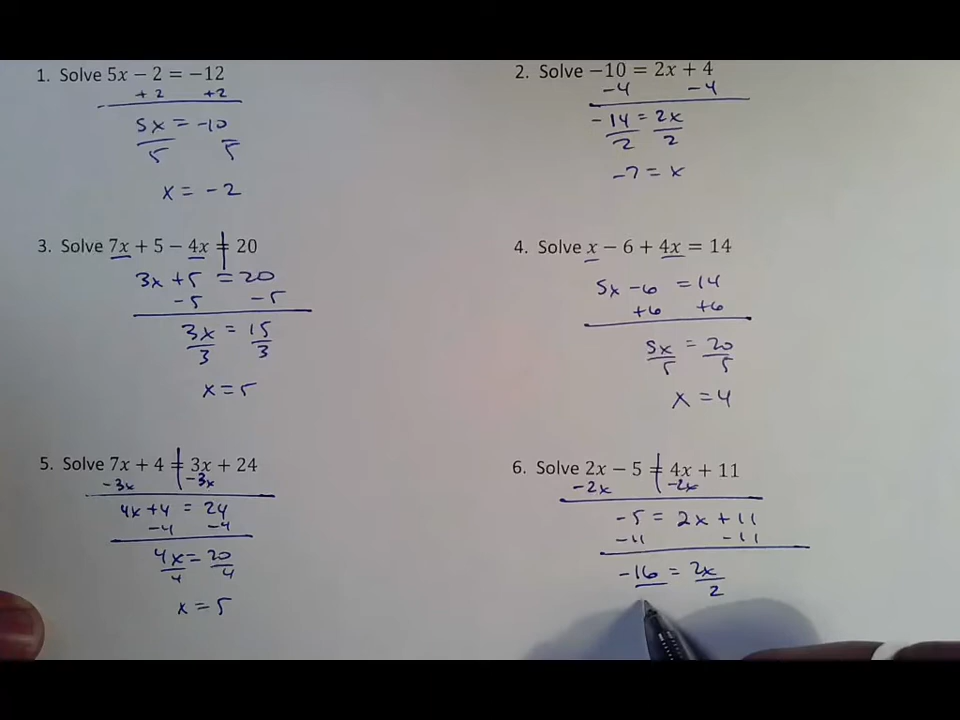 1. Solve 5x − 2 = −12
+2 +2
5x = -10
5 5
x = -2
2. Solve −10 = 2x + 4
-4 -4
-14 = 2x
2 2
-7 = x
3. Solve 7x + 5 − 4x = 20
3x + 5 = 20
-5 -5
3x = 15
3 3
x = 5
4. Solve x − 6 + 4x = 14
5x - 6 = 14
+6 +6
5x = 20
5 5
x = 4
5. Solve 7x + 4 = 3x + 24
-3x -3x
4x + 4 = 24
-4 -4
4x = 20
4 4
x = 5
6. Solve 2x − 5 = 4x + 11
-2x -2x
-5 = 2x + 11
-11 -11
-16 = 2x
2